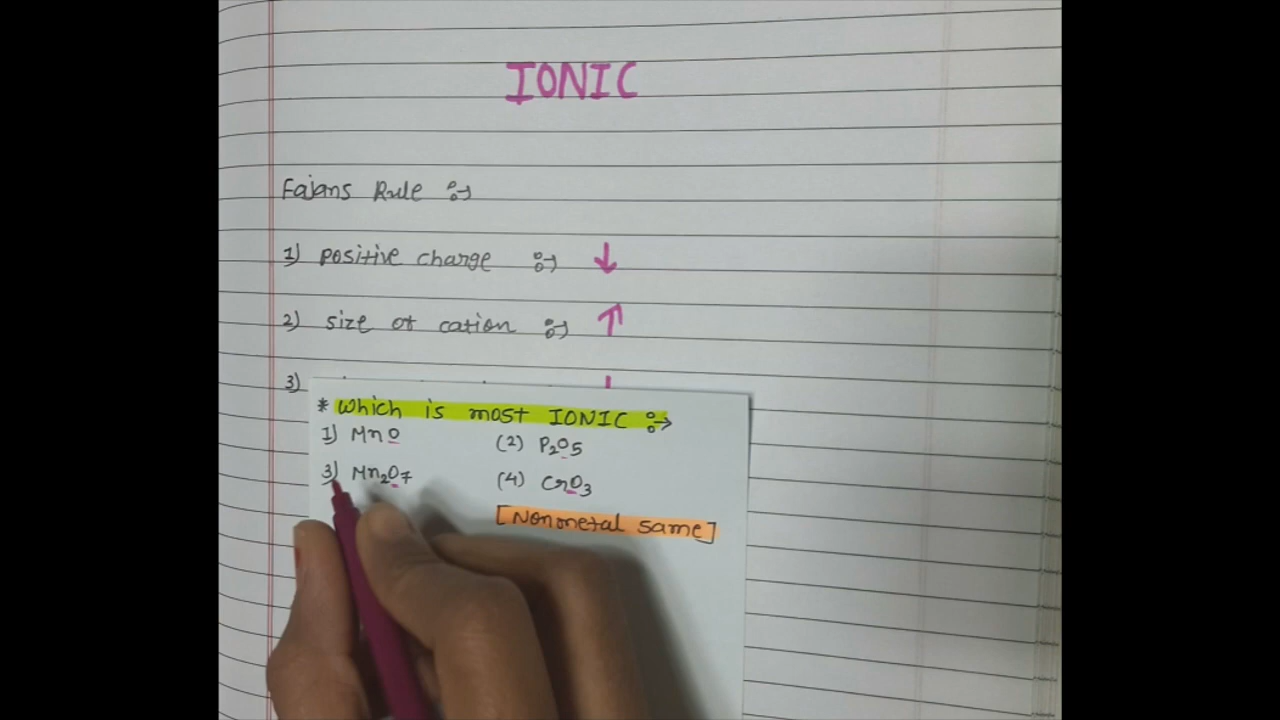 IONIC
Fajans Rule :→
1) positive charge :→ ↓
2) size of cation :→ ↑
3)
* Which is most IONIC :→
1) MnO (2) P₂O₅
3) Mn₂O₇ (4) CrO₃
[Nonmetal same]